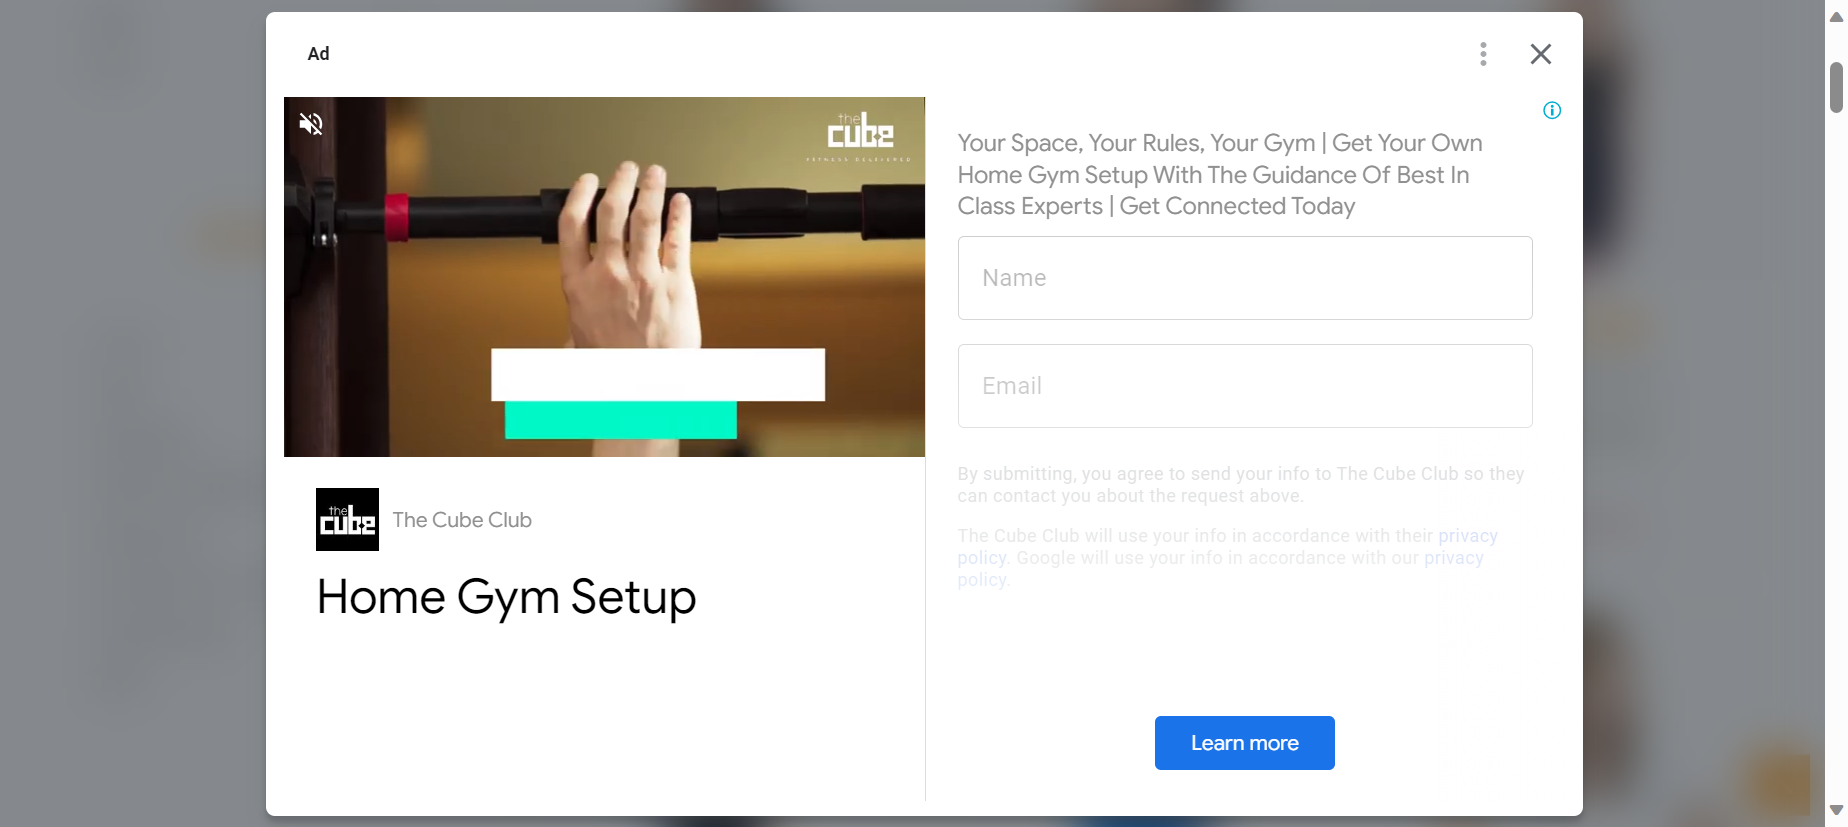 Ad
the
cube
FITNESS DELIVERED
Your Space, Your Rules, Your Gym | Get Your Own
Home Gym Setup With The Guidance Of Best In
Class Experts | Get Connected Today
Name
Email
By submitting, you agree to send your info to The Cube Club so they
can contact you about the request above.
The Cube Club will use your info in accordance with their privacy
policy. Google will use your info in accordance with our privacy
policy.
the
cube
The Cube Club
Home Gym Setup
Learn more